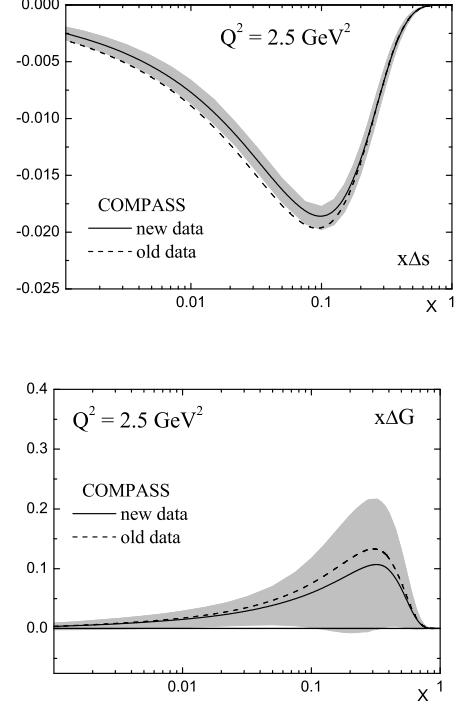 0.000
Q² = 2.5 GeV²
-0.005
-0.010
-0.015
COMPASS
new data
-0.020
old data
xΔs
-0.025
0.01
0.1
1
X
0.4
Q² = 2.5 GeV²
xΔG
0.3
COMPASS
0.2
new data
old data
0.1
0.0
0.01
0.1
1
X